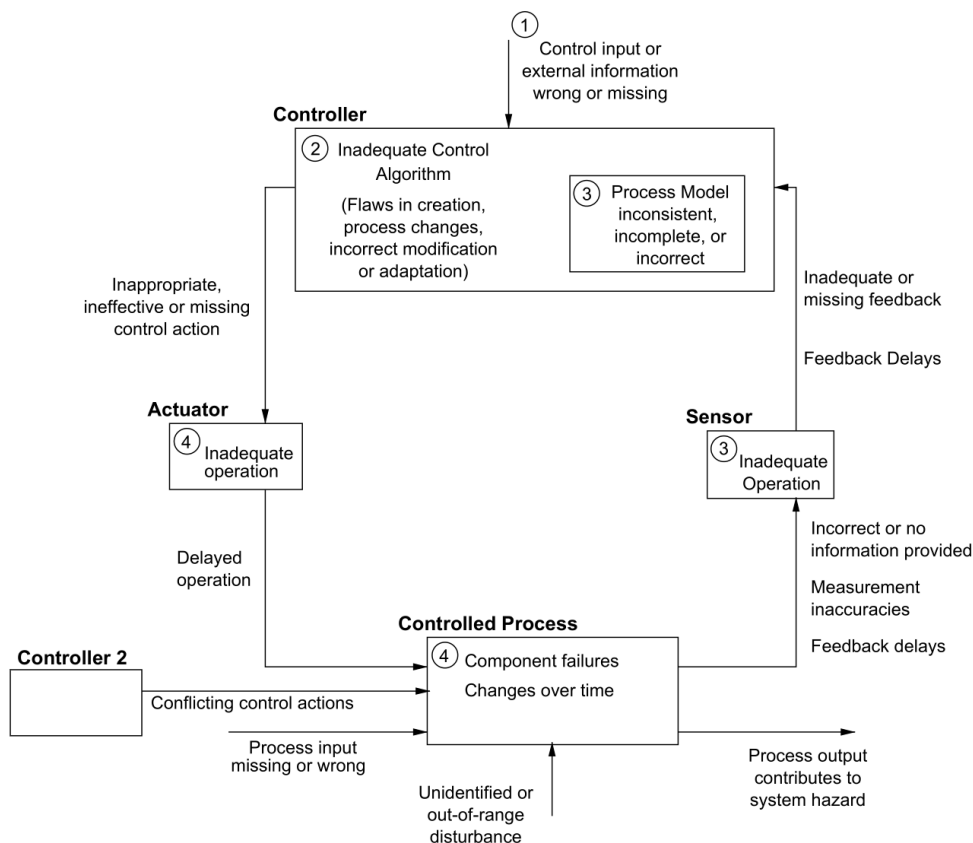 1
Control input or
external information
wrong or missing
Controller
2
Inadequate Control
Algorithm
(Flaws in creation,
process changes,
incorrect modification
or adaptation)
3
Process Model
inconsistent,
incomplete, or
incorrect
Inappropriate,
ineffective or missing
control action
Inadequate or
missing feedback
Feedback Delays
Actuator
4
Inadequate
operation
Sensor
3
Inadequate
Operation
Delayed
operation
Incorrect or no
information provided
Measurement
inaccuracies
Feedback delays
Controlled Process
4
Component failures
Changes over time
Controller 2
Conflicting control actions
Process input
missing or wrong
Unidentified or
out-of-range
disturbance
Process output
contributes to
system hazard